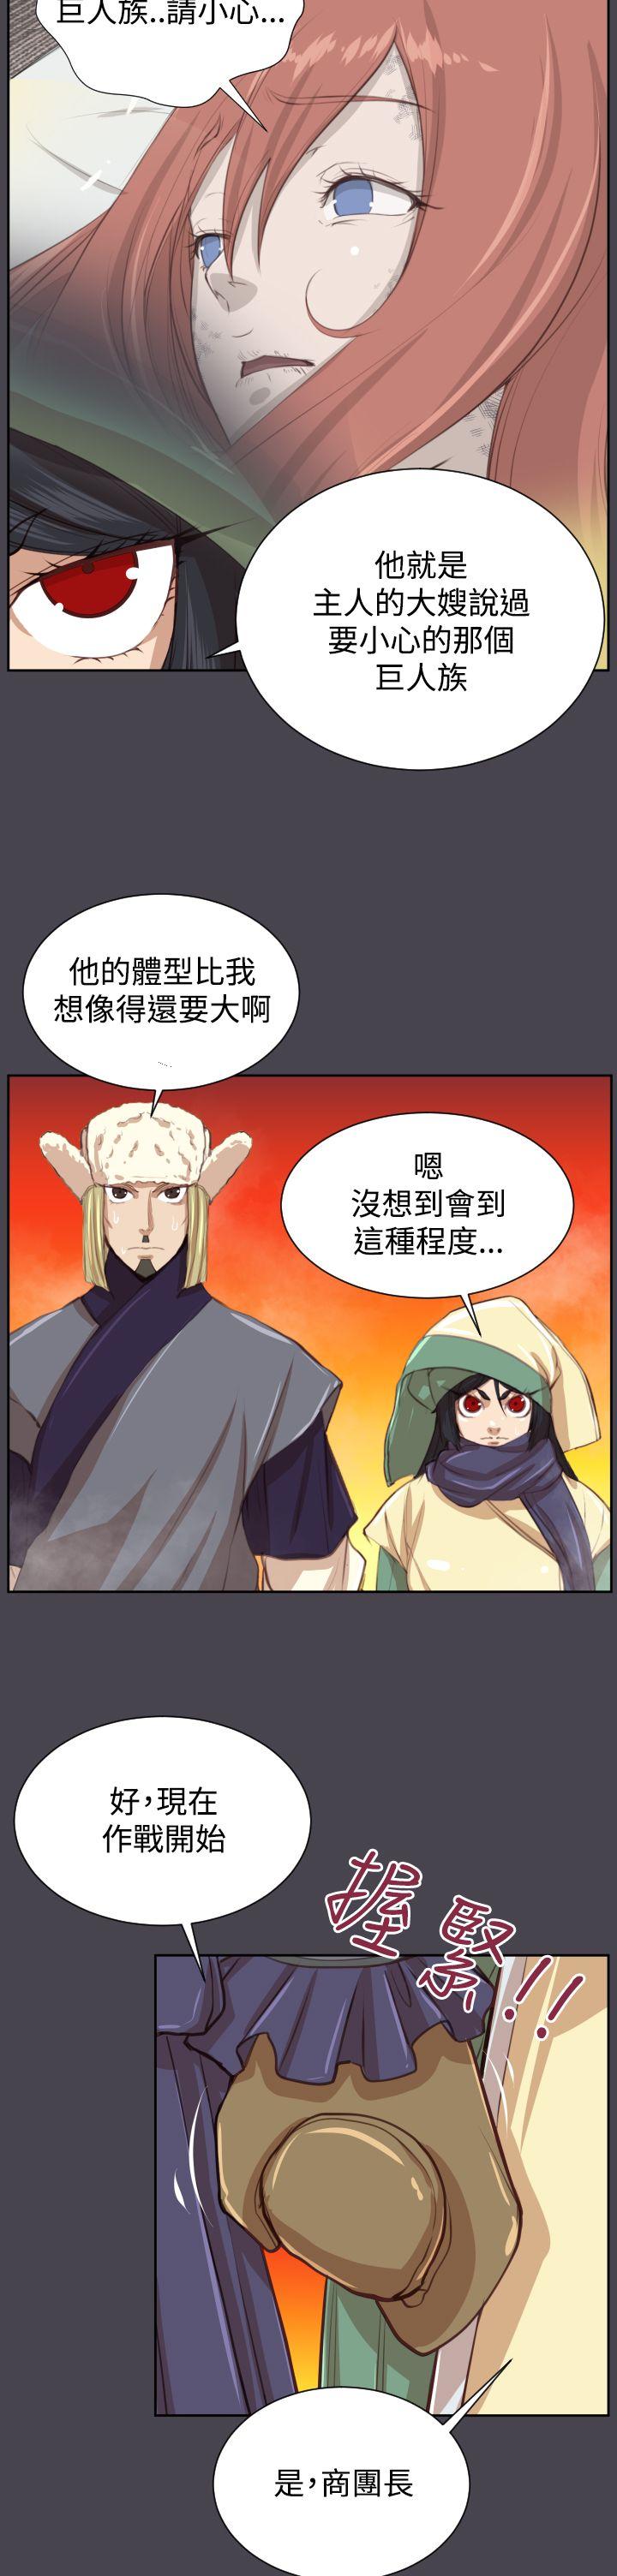 巨人族..請小心...
他就是
主人的大嫂說過
要小心的那個
巨人族
他的體型比我
想像得還要大啊
嗯
沒想到會到
這種程度...
好,現在
作戰開始
握緊!!
是,商團長